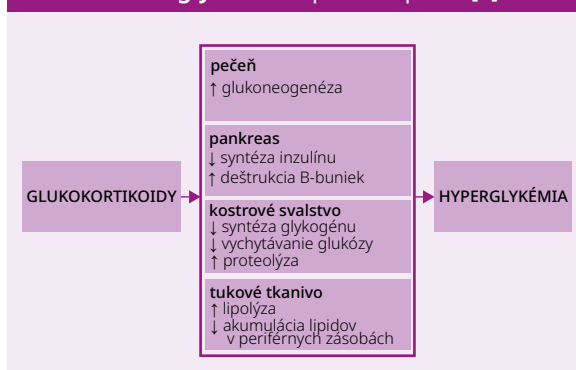 GLUKOKORTIKOIDY
pečeň
↑ glukoneogenéza
pankreas
↓ syntéza inzulínu
↑ deštrukcia B-buniek
kostrové svalstvo
↓ syntéza glykogénu
↓ vychytávanie glukózy
↑ proteolýza
tukové tkanivo
↑ lipolýza
↓ akumulácia lipidov
v periférnych zásobách
HYPERGLYKÉMIA